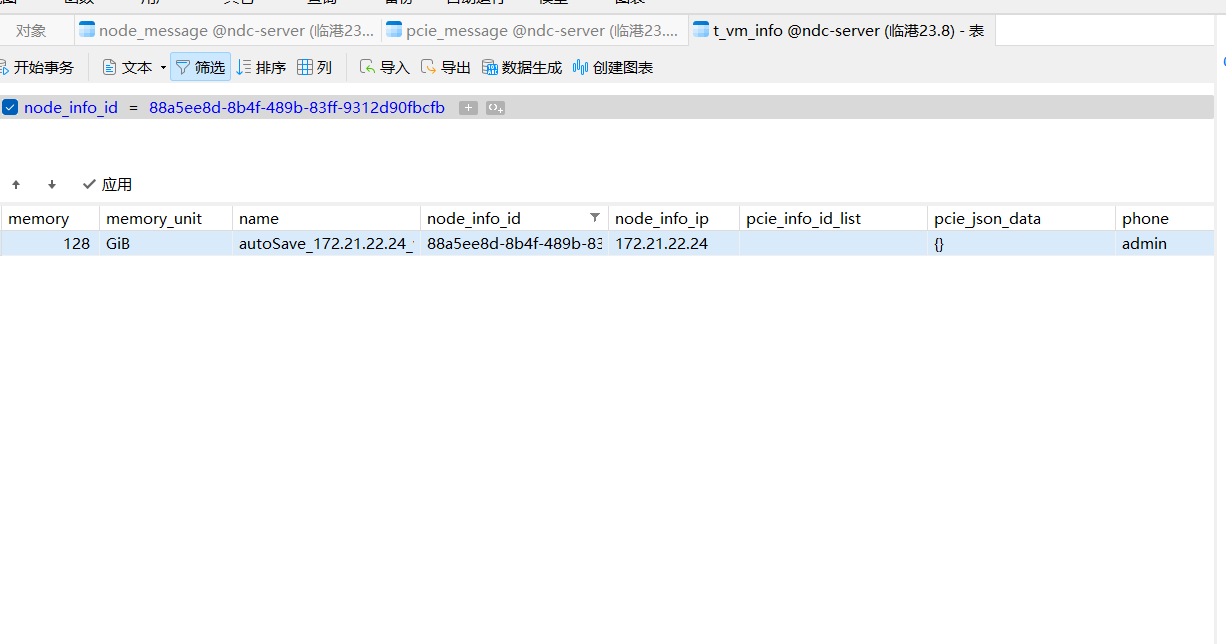 对象 node_message @ndc-server (临港23... pcie_message @ndc-server (临港23.... t_vm_info @ndc-server (临港23.8) - 表
开始事务 文本 筛选 排序 列 导入 导出 数据生成 创建图表
node_info_id = 88a5ee8d-8b4f-489b-83ff-9312d90fbcfb
应用
memory memory_unit name node_info_id node_info_ip pcie_info_id_list pcie_json_data phone
128 GiB autoSave_172.21.22.24_ 88a5ee8d-8b4f-489b-83 172.21.22.24 {} admin